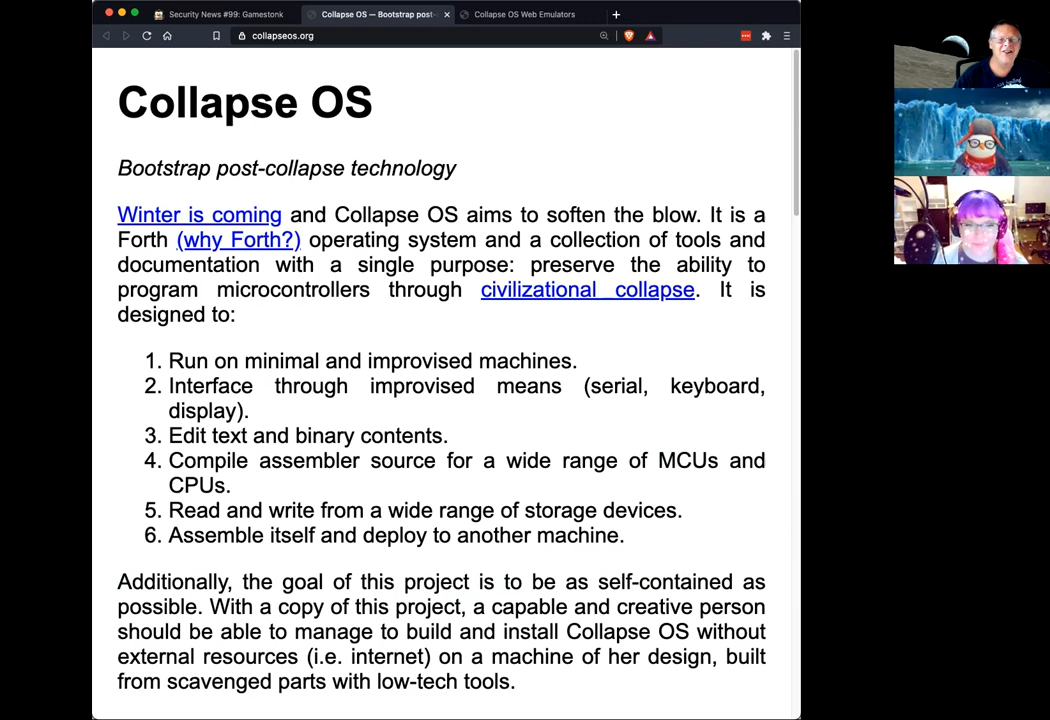 Security News #99: Gamestonk
Collapse OS — Bootstrap post-
Collapse OS Web Emulators
collapseos.org
Collapse OS
Bootstrap post-collapse technology
Winter is coming and Collapse OS aims to soften the blow. It is a
Forth (why Forth?) operating system and a collection of tools and
documentation with a single purpose: preserve the ability to
program microcontrollers through civilizational collapse. It is
designed to:
1. Run on minimal and improvised machines.
2. Interface through improvised means (serial, keyboard,
display).
3. Edit text and binary contents.
4. Compile assembler source for a wide range of MCUs and
CPUs.
5. Read and write from a wide range of storage devices.
6. Assemble itself and deploy to another machine.
Additionally, the goal of this project is to be as self-contained as
possible. With a copy of this project, a capable and creative person
should be able to manage to build and install Collapse OS without
external resources (i.e. internet) on a machine of her design, built
from scavenged parts with low-tech tools.